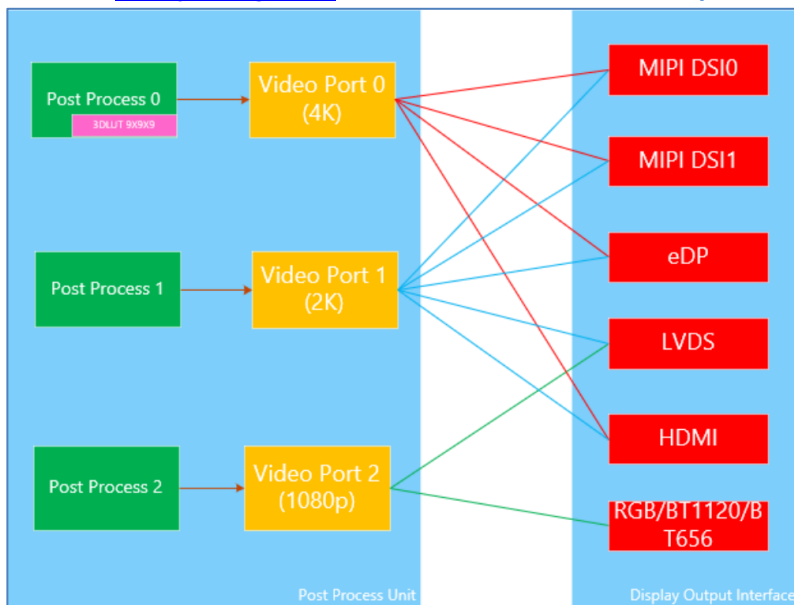 Post Process 0
3DLUT 9X9X9
Video Port 0
(4K)
MIPI DSI0
MIPI DSI1
Post Process 1
Video Port 1
(2K)
eDP
LVDS
HDMI
Post Process 2
Video Port 2
(1080p)
RGB/BT1120/B
T656
Post Process Unit
Display Output Interface